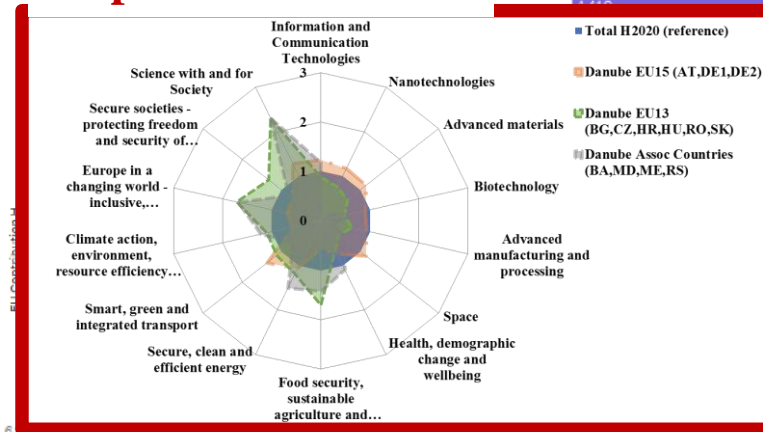 Information and
Communication
Technologies
Nanotechnologies
Advanced materials
Biotechnology
Advanced
manufacturing and
processing
Space
Health, demographic
change and
wellbeing
Food security,
sustainable
agriculture and…
Secure, clean and
efficient energy
Smart, green and
integrated transport
Climate action,
environment,
resource efficiency…
Europe in a
changing world -
inclusive,…
Secure societies -
protecting freedom
and security of…
Science with and for
Society
3
2
1
0
Total H2020 (reference)
Danube EU15 (AT,DE1,DE2)
Danube EU13
(BG,CZ,HR,HU,RO,SK)
Danube Assoc Countries
(BA,MD,ME,RS)
EU Contribution